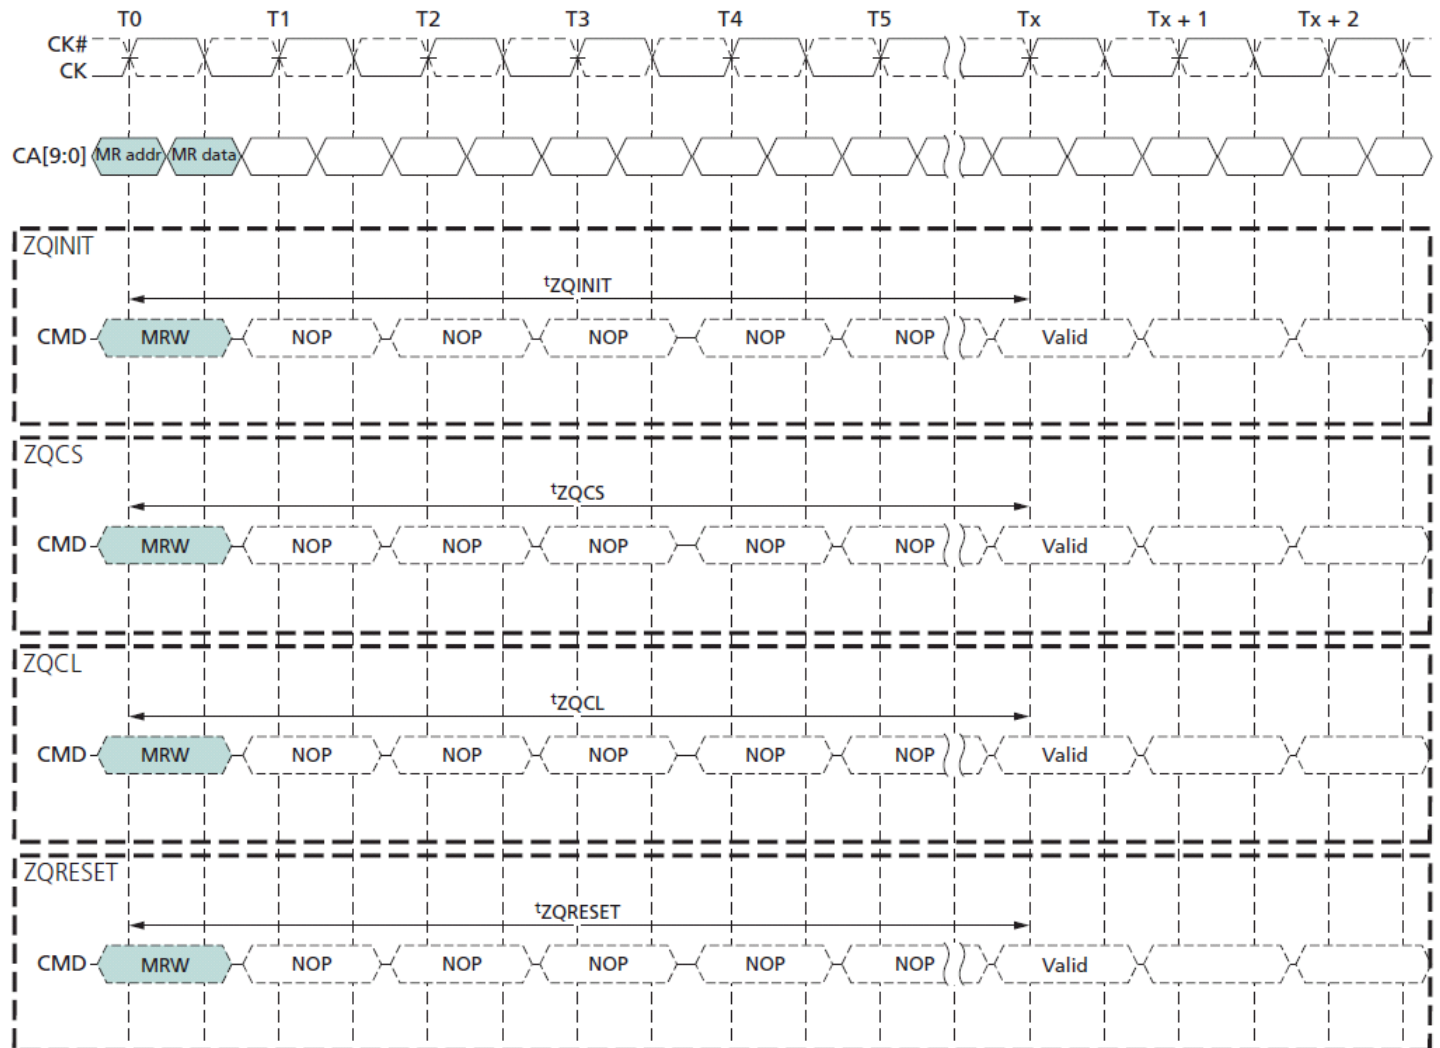 T0 T1 T2 T3 T4 T5 Tx Tx + 1 Tx + 2
CK#
CK
CA[9:0] MR addr MR data
ZQINIT
tZQINIT
CMD MRW NOP NOP NOP NOP NOP Valid
ZQCS
tZQCS
CMD MRW NOP NOP NOP NOP NOP Valid
ZQCL
tZQCL
CMD MRW NOP NOP NOP NOP NOP Valid
ZQRESET
tZQRESET
CMD MRW NOP NOP NOP NOP NOP Valid